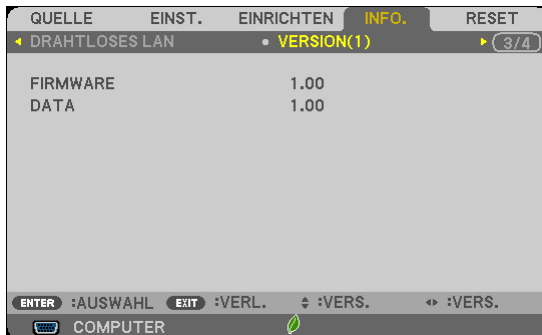 QUELLE EINST. EINRICHTEN INFO. RESET
DRAHTLOSES LAN VERSION(1) 3/4
FIRMWARE 1.00
DATA 1.00
ENTER :AUSWAHL EXIT :VERL. :VERS. :VERS.
COMPUTER